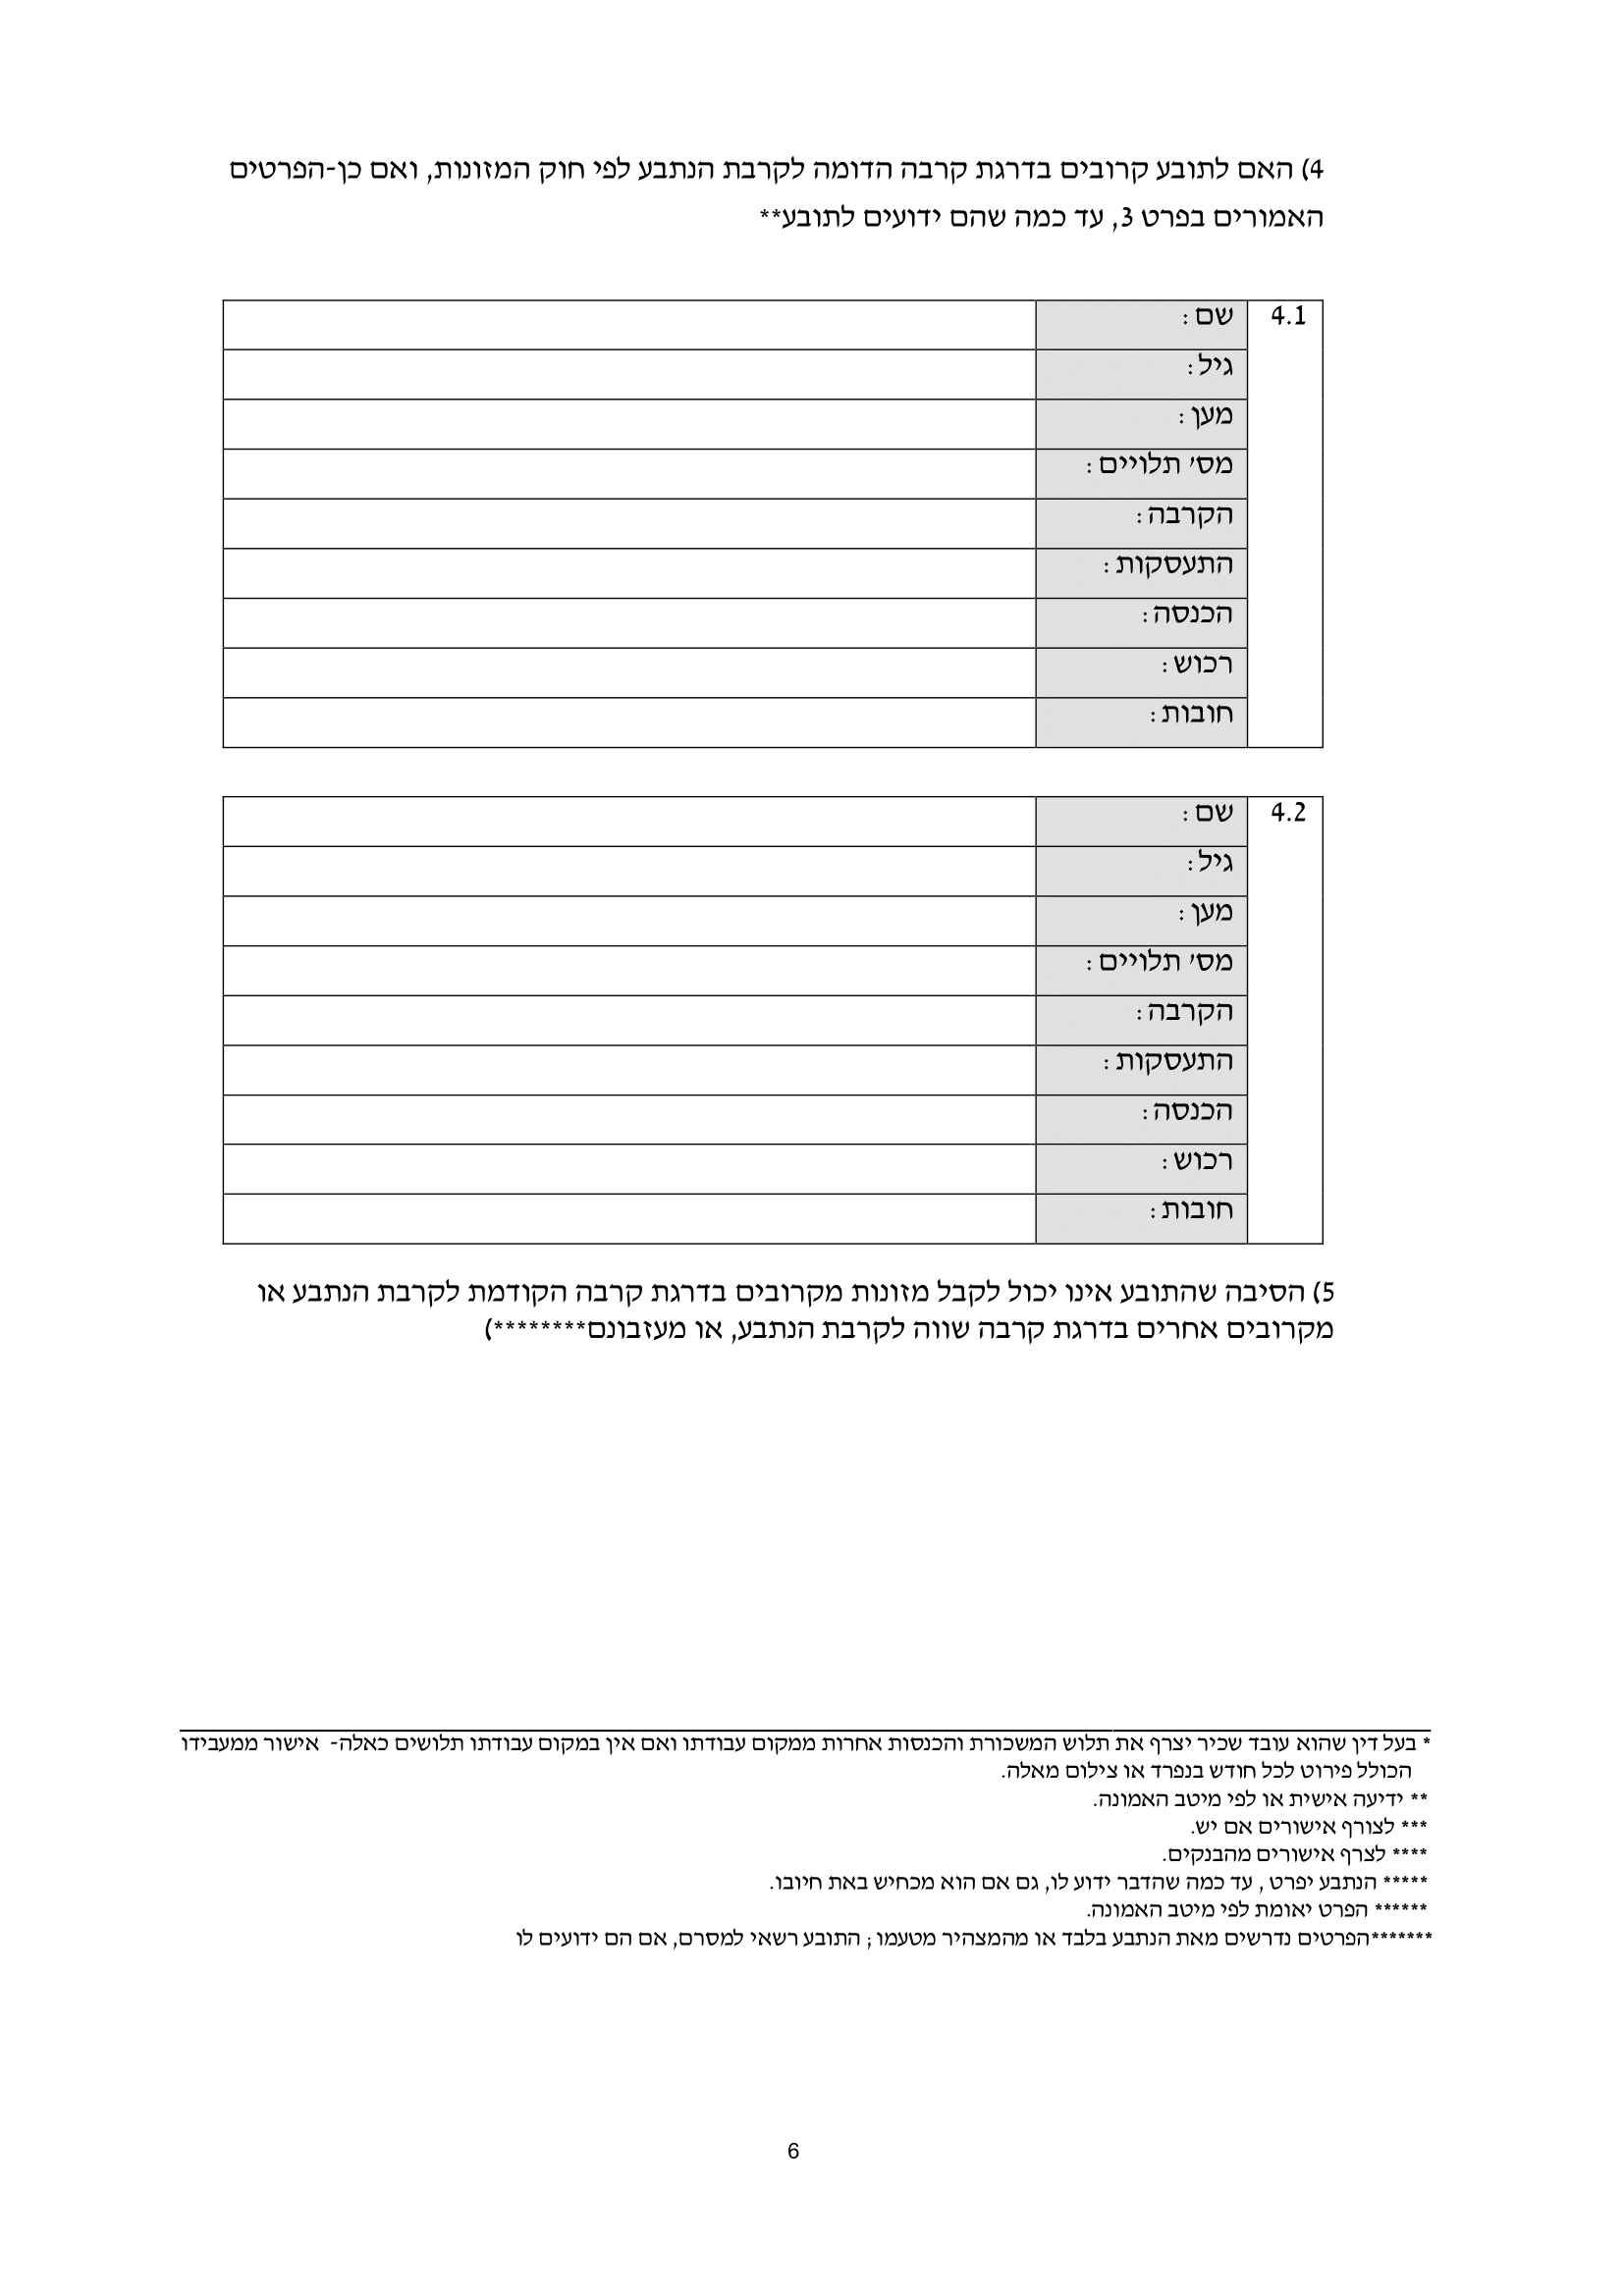 4) האם לתובע קרובים בדרגת קרבה הדומה לקרבת הנתבע לפי חוק המזונות, ואם כן-הפרטים
האמורים בפרט 3, עד כמה שהם ידועים לתובע**
4.1 שם:
גיל:
מען:
מס' תלויים:
הקרבה:
התעסקות:
הכנסה:
רכוש:
חובות:
4.2 שם:
גיל:
מען:
מס' תלויים:
הקרבה:
התעסקות:
הכנסה:
רכוש:
חובות:
5) הסיבה שהתובע אינו יכול לקבל מזונות מקרובים בדרגת קרבה הקודמת לקרבת הנתבע או
מקרובים אחרים בדרגת קרבה שווה לקרבת הנתבע, או מעזבונם********)
* בעל דין שהוא עובד שכיר יצרף את תלוש המשכורת והכנסות אחרות ממקום עבודתו ואם אין במקום עבודתו תלושים כאלה- אישור ממעבידו
הכולל פירוט לכל חודש בנפרד או צילום מאלה.
** ידיעה אישית או לפי מיטב האמונה.
*** לצורף אישורים אם יש.
**** לצרף אישורים מהבנקים.
***** הנתבע יפרט , עד כמה שהדבר ידוע לו, גם אם הוא מכחיש באת חיובו.
****** הפרט יאומת לפי מיטב האמונה.
*******הפרטים נדרשים מאת הנתבע בלבד או מהמצהיר מטעמו ; התובע רשאי למסרם, אם הם ידועים לו
6